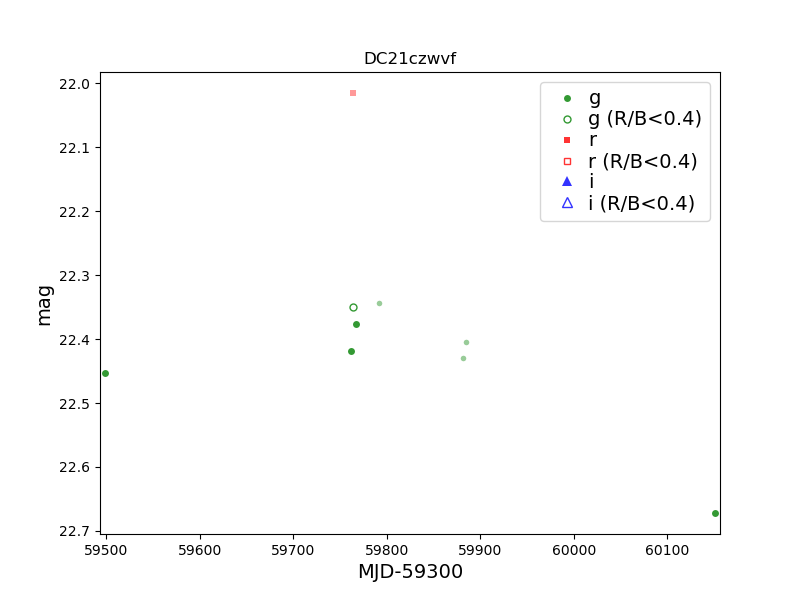 DC21czwvf
22.0
22.1
22.2
22.3
22.4
22.5
22.6
22.7
mag
g
g (R/B<0.4)
r
r (R/B<0.4)
i
i (R/B<0.4)
59500 59600 59700 59800 59900 60000 60100
MJD-59300